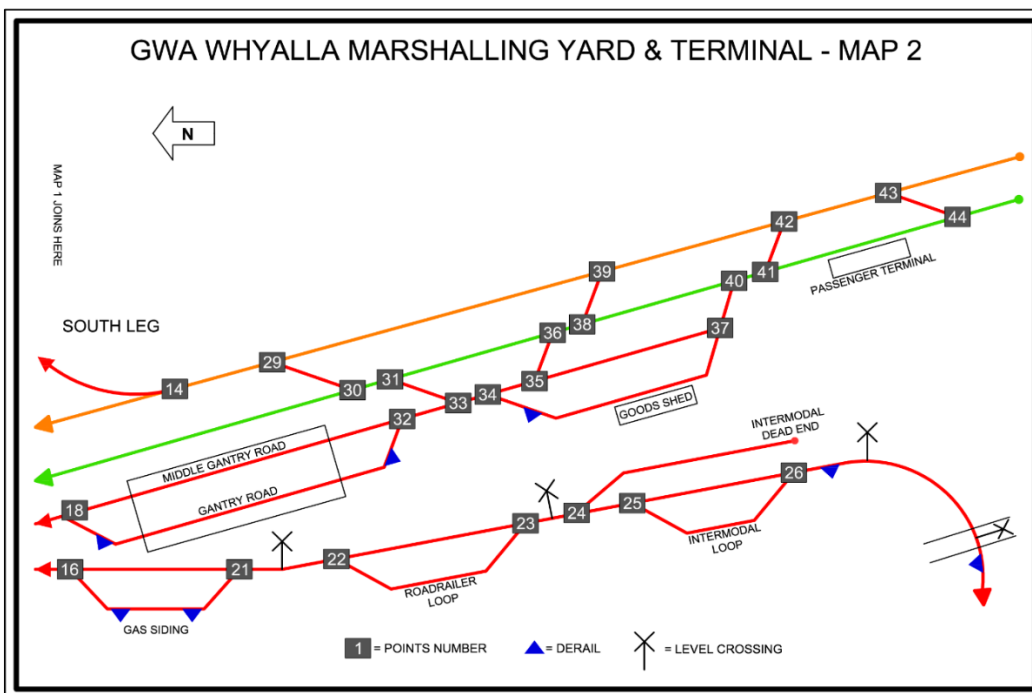 GWA WHYALLA MARSHALLING YARD & TERMINAL - MAP 2
N
MAP 1 JOINS HERE
43
42
44
39
41
40
PASSENGER TERMINAL
SOUTH LEG
38
36
37
29
31
14
30
35
34
33
32
GOODS SHED
INTERMODAL
DEAD END
MIDDLE GANTRY ROAD
GANTRY ROAD
18
26
25
24
23
INTERMODAL
LOOP
22
16
21
ROADRAILER
LOOP
GAS SIDING
1 = POINTS NUMBER
= DERAIL
= LEVEL CROSSING